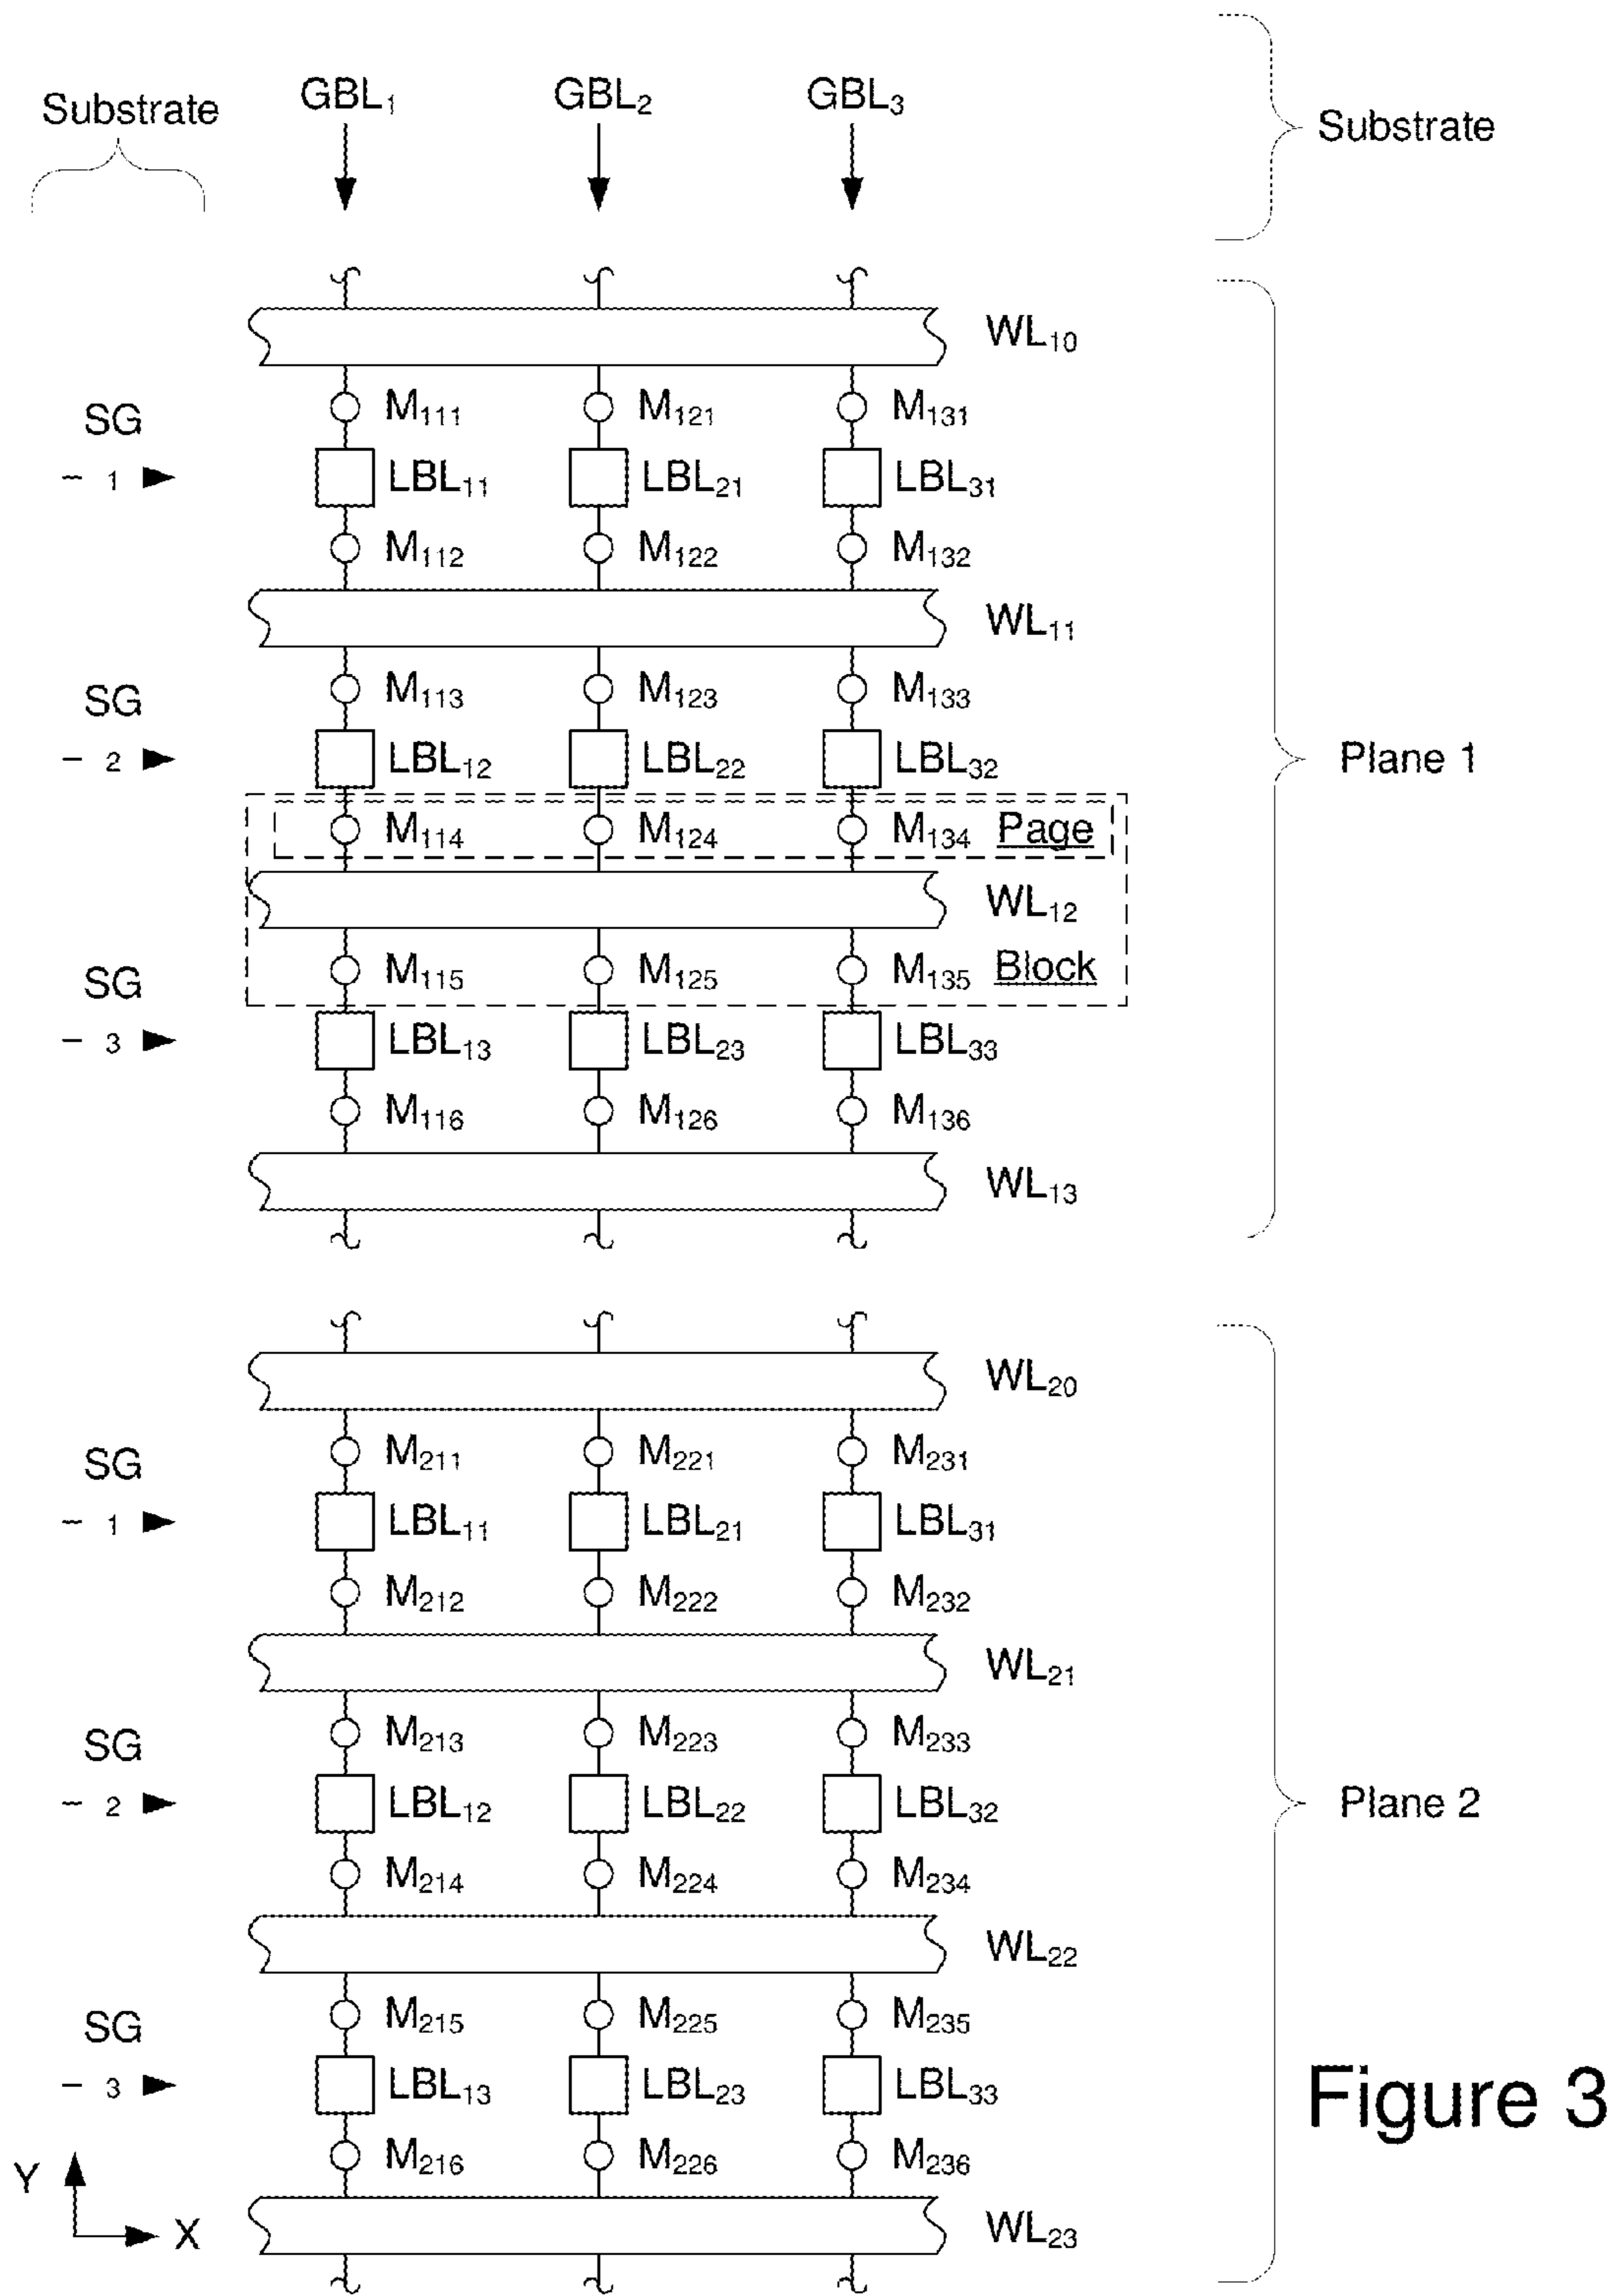 Substrate GBL₁ GBL₂ GBL₃ Substrate
WL₁₀
SG M₁₁₁ M₁₂₁ M₁₃₁
1 LBL₁₁ LBL₂₁ LBL₃₁
M₁₁₂ M₁₂₂ M₁₃₂
WL₁₁
SG M₁₁₃ M₁₂₃ M₁₃₃
2 LBL₁₂ LBL₂₂ LBL₃₂ Plane 1
M₁₁₄ M₁₂₄ M₁₃₄ Page
WL₁₂
SG M₁₁₅ M₁₂₅ M₁₃₅ Block
3 LBL₁₃ LBL₂₃ LBL₃₃
M₁₁₆ M₁₂₆ M₁₃₆
WL₁₃
WL₂₀
SG M₂₁₁ M₂₂₁ M₂₃₁
1 LBL₁₁ LBL₂₁ LBL₃₁
M₂₁₂ M₂₂₂ M₂₃₂
WL₂₁
SG M₂₁₃ M₂₂₃ M₂₃₃
2 LBL₁₂ LBL₂₂ LBL₃₂ Plane 2
M₂₁₄ M₂₂₄ M₂₃₄
WL₂₂
SG M₂₁₅ M₂₂₅ M₂₃₅
3 LBL₁₃ LBL₂₃ LBL₃₃ Figure 3
M₂₁₆ M₂₂₆ M₂₃₆
Y
X WL₂₃